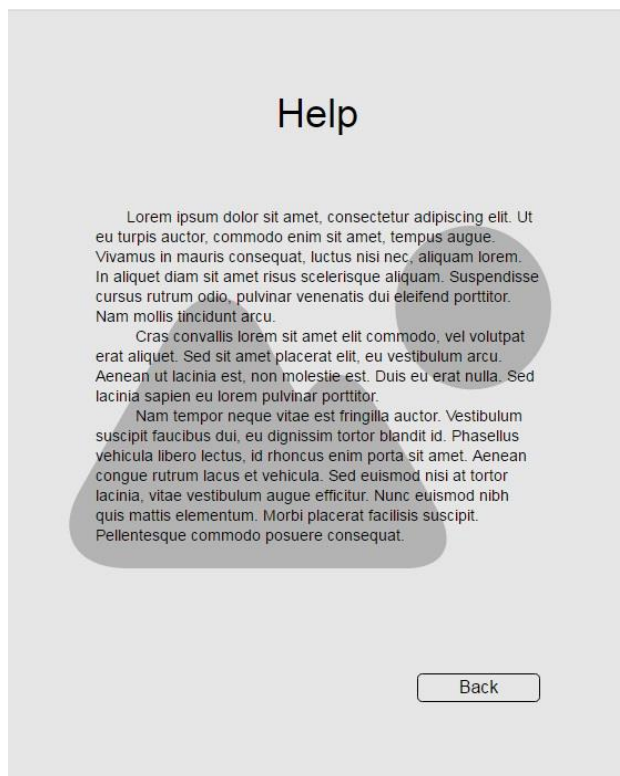 Help
Lorem ipsum dolor sit amet, consectetur adipiscing elit. Ut
eu turpis auctor, commodo enim sit amet, tempus augue.
Vivamus in mauris consequat, luctus nisi nec, aliquam lorem.
In aliquet diam sit amet risus scelerisque aliquam. Suspendisse
cursus rutrum odio, pulvinar venenatis dui eleifend porttitor.
Nam mollis tincidunt arcu.
Cras convallis lorem sit amet elit commodo, vel volutpat
erat aliquet. Sed sit amet placerat elit, eu vestibulum arcu.
Aenean ut lacinia est, non molestie est. Duis eu erat nulla. Sed
lacinia sapien eu lorem pulvinar porttitor.
Nam tempor neque vitae est fringilla auctor. Vestibulum
suscipit faucibus dui, eu dignissim tortor blandit id. Phasellus
vehicula libero lectus, id rhoncus enim porta sit amet. Aenean
congue rutrum lacus et vehicula. Sed euismod nisi at tortor
lacinia, vitae vestibulum augue efficitur. Nunc euismod nibh
quis mattis elementum. Morbi placerat facilisis suscipit.
Pellentesque commodo posuere consequat.
Back